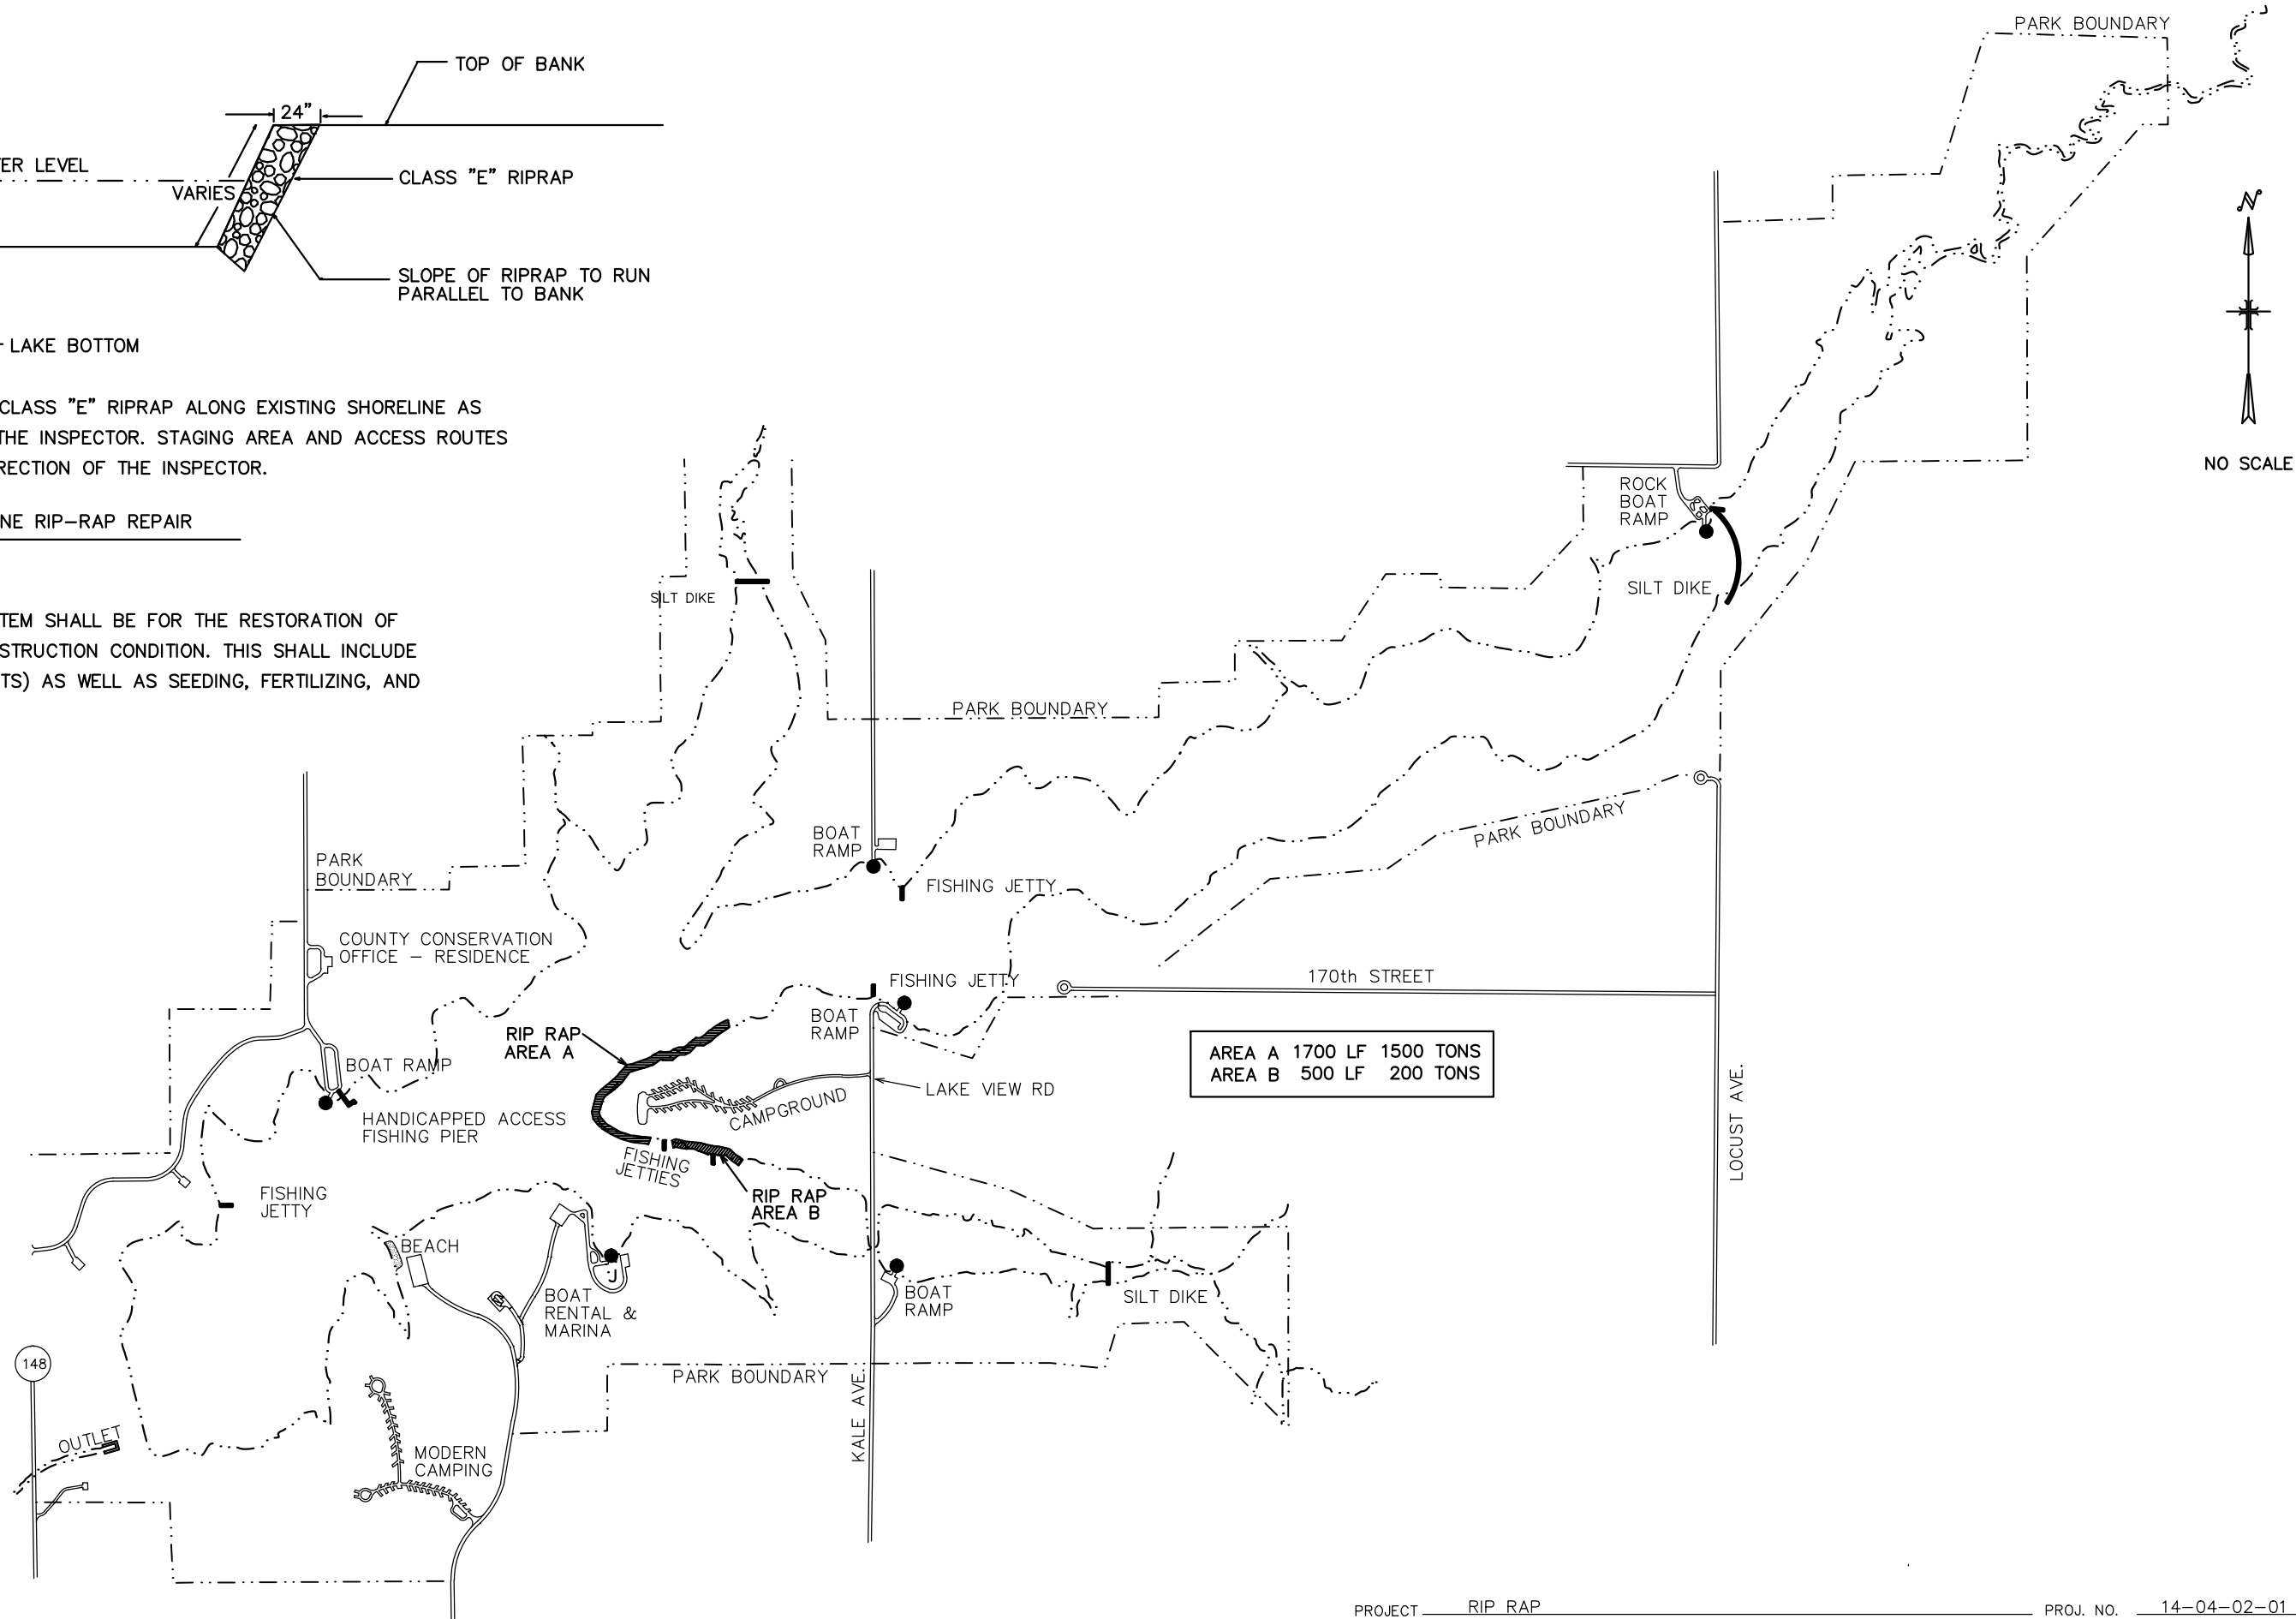 PARK BOUNDARY
TOP OF BANK
24"
TER LEVEL
VARIES
CLASS "E" RIPRAP
SLOPE OF RIPRAP TO RUN
PARALLEL TO BANK
LAKE BOTTOM
CLASS "E" RIPRAP ALONG EXISTING SHORELINE AS
THE INSPECTOR. STAGING AREA AND ACCESS ROUTES
RECTION OF THE INSPECTOR.
NE RIP-RAP REPAIR
TEM SHALL BE FOR THE RESTORATION OF
STRUCTION CONDITION. THIS SHALL INCLUDE
TS) AS WELL AS SEEDING, FERTILIZING, AND
N
NO SCALE
ROCK
BOAT
RAMP
SILT DIKE
SILT DIKE
PARK BOUNDARY
PARK BOUNDARY
BOAT
RAMP
FISHING JETTY
PARK
BOUNDARY
COUNTY CONSERVATION
OFFICE - RESIDENCE
FISHING JETTY
170th STREET
BOAT
RAMP
RIP RAP
AREA A
BOAT RAMP
AREA A 1700 LF 1500 TONS
AREA B 500 LF 200 TONS
LAKE VIEW RD
CAMPGROUND
HANDICAPPED ACCESS
FISHING PIER
LOCUST AVE.
FISHING
JETTIES
FISHING
JETTY
RIP RAP
AREA B
BEACH
BOAT
RENTAL &
MARINA
BOAT
RAMP
SILT DIKE
148
PARK BOUNDARY
KALE AVE.
OUTLET
MODERN
CAMPING
PROJECT RIP RAP
PROJ. NO. 14-04-02-01